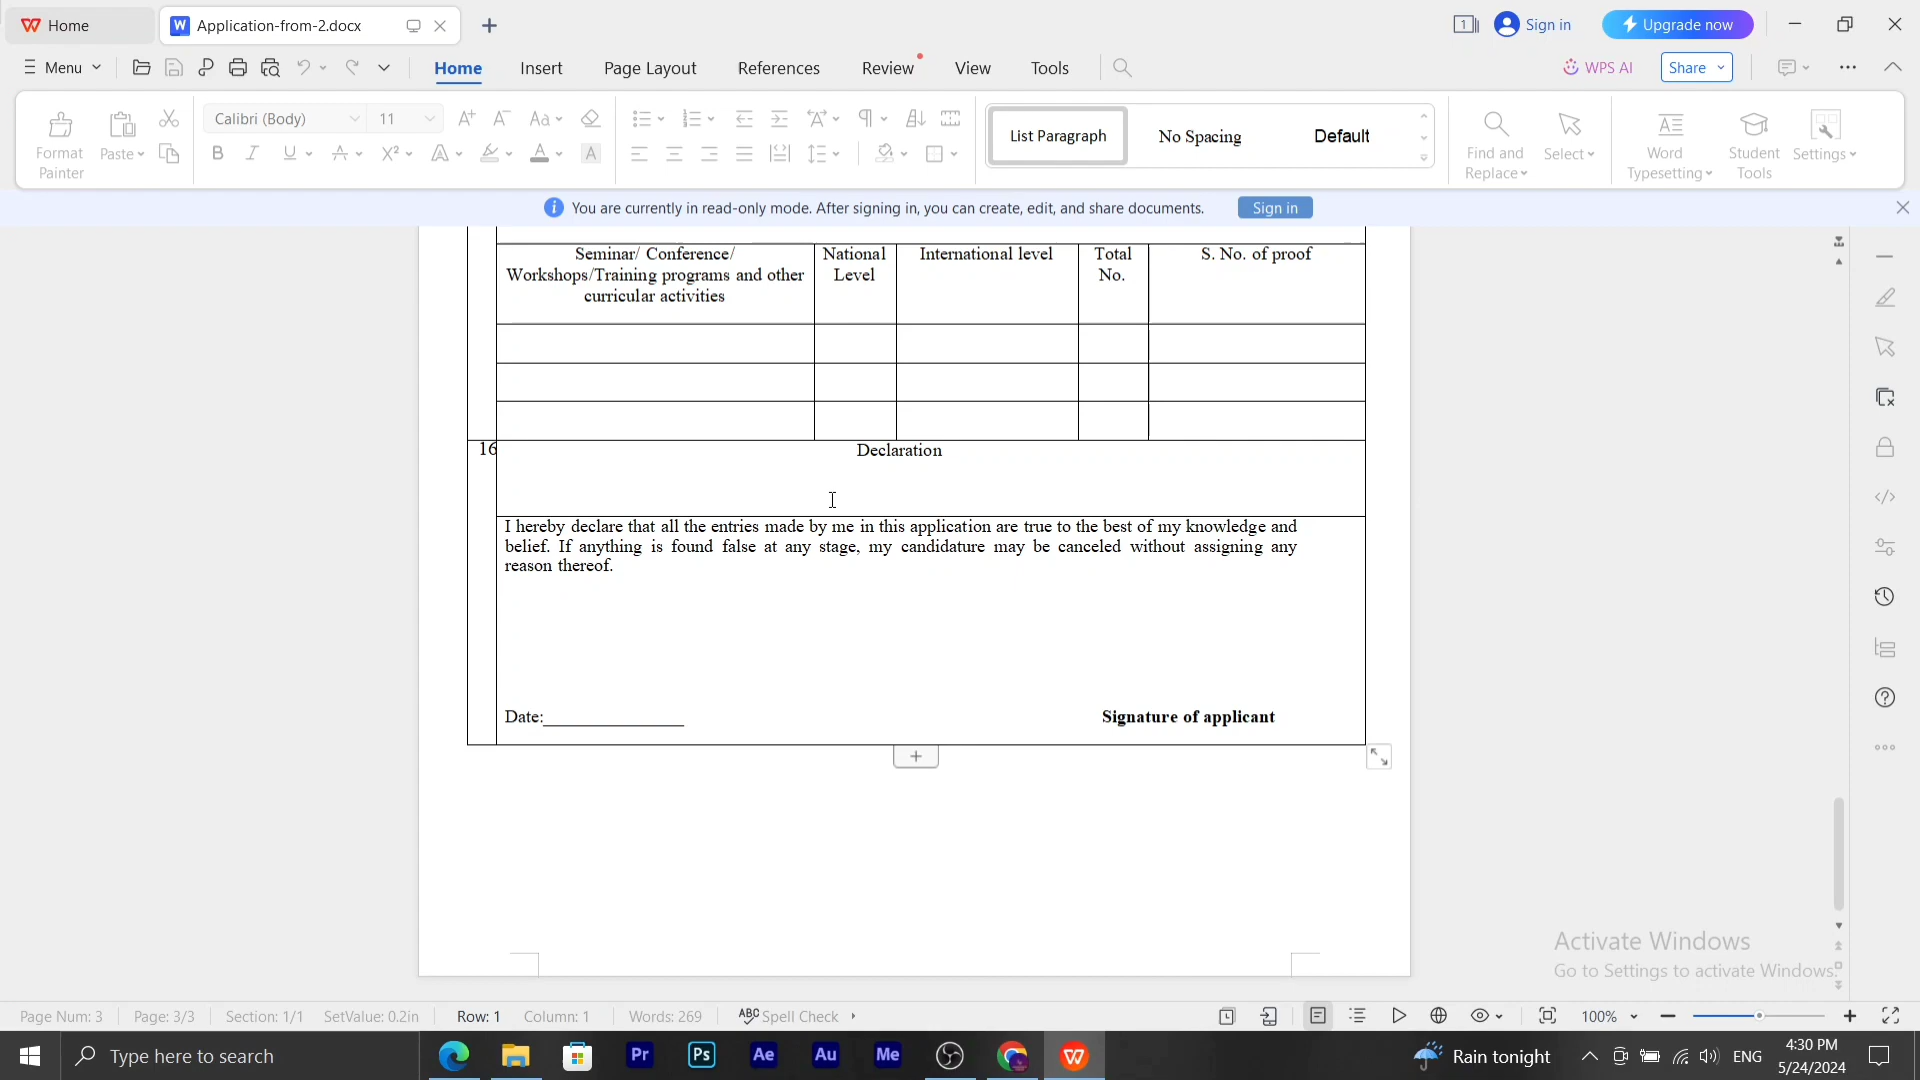 Home
Application-from-2.docx
Sign in
Upgrade now
Menu
Home
Insert
Page Layout
References
Review
View
Tools
WPS AI
Share
Format
Painter
Paste
Calibri (Body)
11
List Paragraph
No Spacing
Default
Find and
Replace
Select
Word
Typesetting
Student
Tools
Settings
You are currently in read-only mode. After signing in, you can create, edit, and share documents.
Sign in
Seminar/ Conference/
Workshops/Training programs and other
curricular activities
National
Level
International level
Total
No.
S. No. of proof
16
Declaration
I hereby declare that all the entries made by me in this application are true to the best of my knowledge and
belief. If anything is found false at any stage, my candidature may be canceled without assigning any
reason thereof.
Date:________________
Signature of applicant
Activate Windows
Go to Settings to activate Windows.
Page Num: 3
Page: 3/3
Section: 1/1
SetValue: 0.2in
Row: 1
Column: 1
Words: 269
Spell Check
100%
Type here to search
Pr
Ps
Ae
Au
Me
Rain tonight
ENG
4:30 PM
5/24/2024